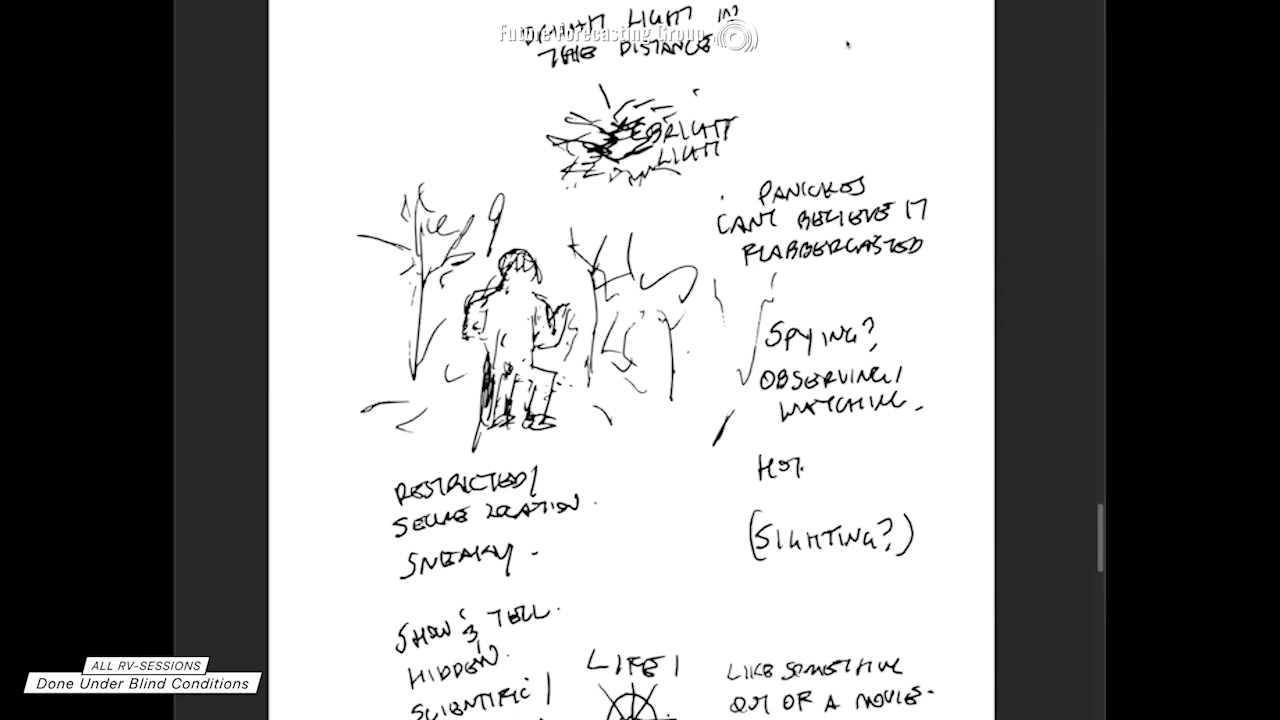 BRIGHT LIGHT IN
THE DISTANCE
Future Forecasting Group
BRIGHT
LIGHT
PANICKED
CANT BELIEVE IT
FLABBERGASTED
SPYING?
OBSERVING/
WATCHING.
HOT.
RESTRICTED/
SECURE LOCATION.
SNEAKY.
(SIGHTING?)
SHOW & TELL.
HIDDEN.
SCIENTIFIC/
LIFE/
LIKE SOMETHING
OUT OF A MOVIE.
ALL RV-SESSIONS
Done Under Blind Conditions